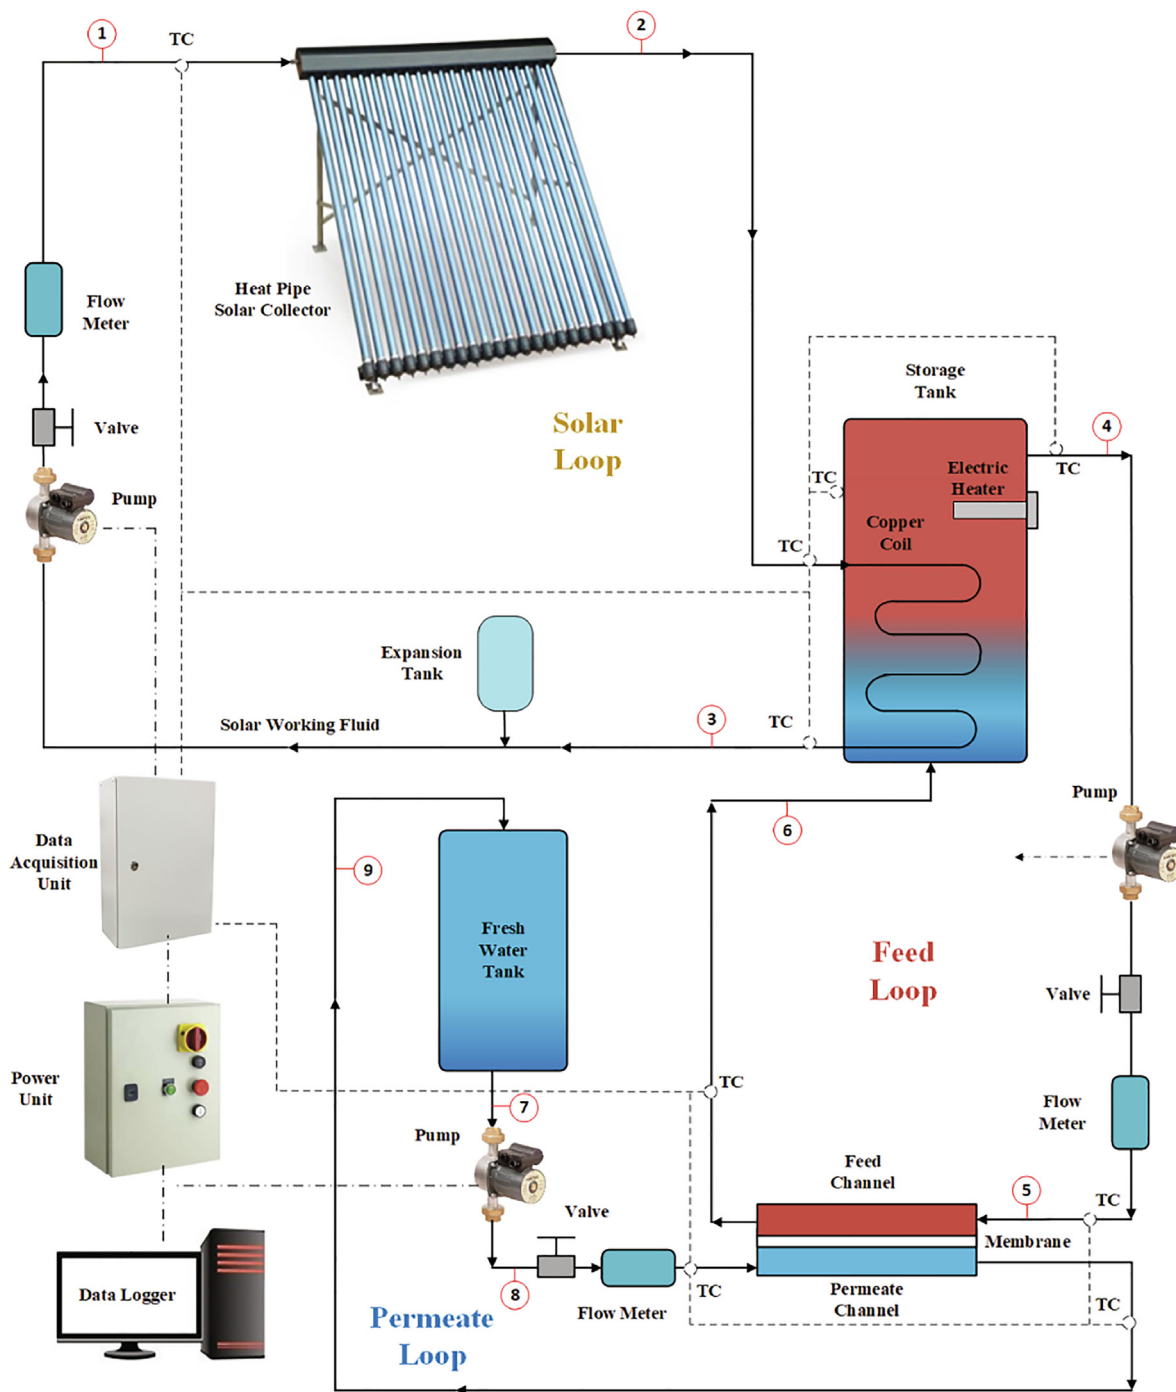 1
TC
2
Heat Pipe
Solar Collector
Flow
Meter
Valve
Pump
Solar
Loop
Storage
Tank
4
TC
TC
Electric
Heater
Copper
Coil
TC
Expansion
Tank
Solar Working Fluid
3
TC
6
Pump
Data
Acquisition
Unit
9
Fresh
Water
Tank
Feed
Loop
Valve
Power
Unit
7
TC
Flow
Meter
Pump
Feed
Channel
5
TC
Valve
Membrane
Data Logger
8
Flow Meter
TC
Permeate
Channel
TC
Permeate
Loop